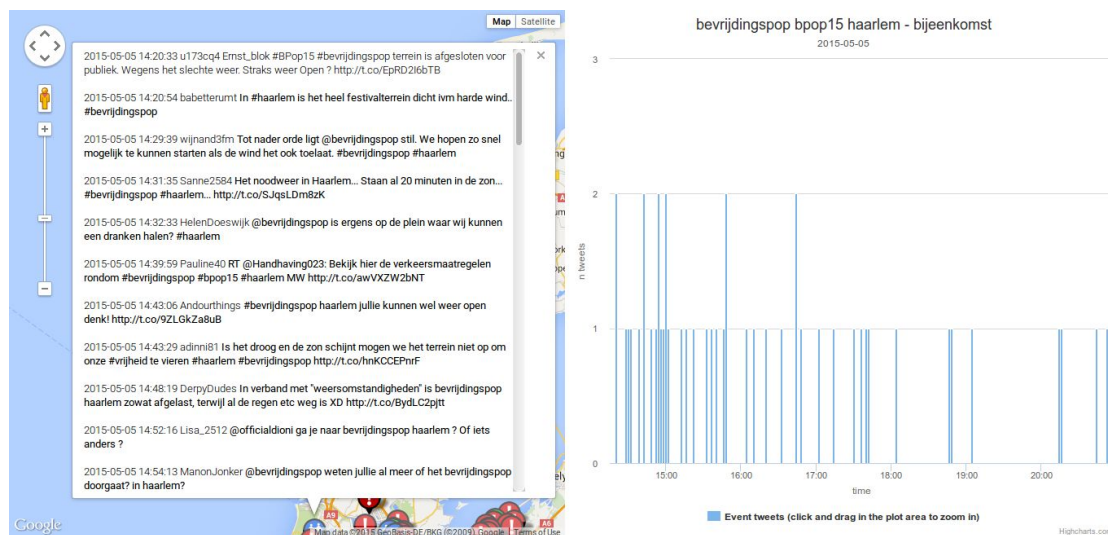 Map Satellite
2015-05-05 14:20:33 u173cq4 Ernst_blok #BPop15 #bevrijdingspop terrein is afgesloten voor
publiek. Wegens het slechte weer. Straks weer Open ? http://t.co/EpRD2I6bTB
2015-05-05 14:20:54 babetterumt In #haarlem is het heel festivalterrein dicht ivm harde wind..
#bevrijdingspop
2015-05-05 14:29:39 wijnand3fm Tot nader orde ligt @bevrijdingspop stil. We hopen zo snel
mogelijk te kunnen starten als de wind het ook toelaat. #bevrijdingspop #haarlem
2015-05-05 14:31:35 Sanne2584 Het noodweer in Haarlem... Staan al 20 minuten in de zon...
#bevrijdingspop #haarlem... http://t.co/SJqsLDm8zK
2015-05-05 14:32:33 HelenDoeswijk @bevrijdingspop is ergens op de plein waar wij kunnen
een dranken halen? #haarlem
2015-05-05 14:39:59 Pauline40 RT @Handhaving023: Bekijk hier de verkeersmaatregelen
rondom #bevrijdingspop #bpop15 #haarlem MW http://t.co/awVXZW2bNT
2015-05-05 14:43:06 Andourthings #bevrijdingspop haarlem jullie kunnen wel weer open
denk! http://t.co/9ZLGkZa8uB
2015-05-05 14:43:29 adinni81 Is het droog en de zon schijnt mogen we het terrein niet op om
onze #vrijheid te vieren #haarlem #bevrijdingspop http://t.co/hnKCCEPnrF
2015-05-05 14:48:19 DerpyDudes In verband met "weersomstandigheden" is bevrijdingspop
haarlem zowat afgelast, terwijl al de regen etc weg is XD http://t.co/BydLC2pjtt
2015-05-05 14:52:16 Lisa_2512 @officialdioni ga je naar bevrijdingspop haarlem ? Of iets
anders ?
2015-05-05 14:54:13 ManonJonker @bevrijdingspop weten jullie al meer of het bevrijdingspop
doorgaat? in haarlem?
A9
A6
Google
Map data ©2015 GeoBasis-DE/BKG (©2009), Google
Terms of Use
bevrijdingspop bpop15 haarlem - bijeenkomst
2015-05-05
n tweets
3
2
1
0
15:00 16:00 17:00 18:00 19:00 20:00
time
Event tweets (click and drag in the plot area to zoom in)
Highcharts.com